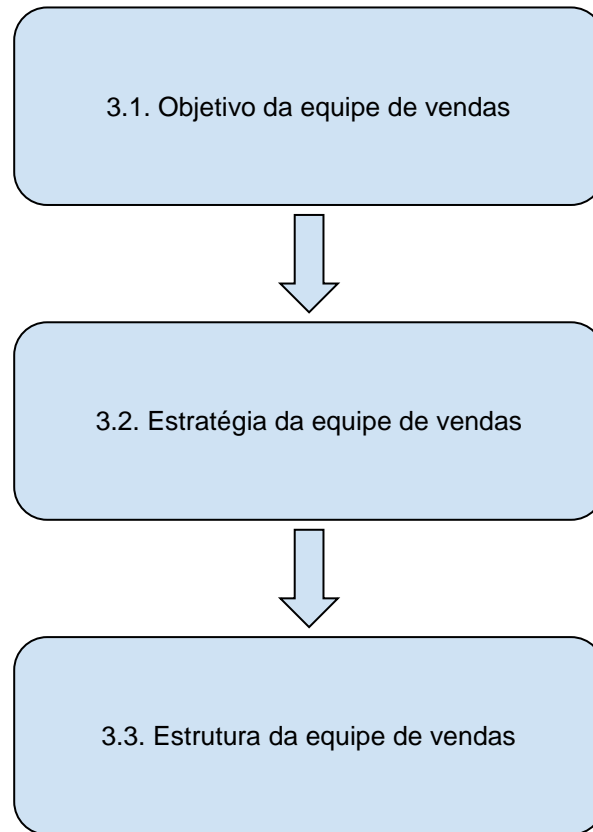 3.1. Objetivo da equipe de vendas
3.2. Estratégia da equipe de vendas
3.3. Estrutura da equipe de vendas